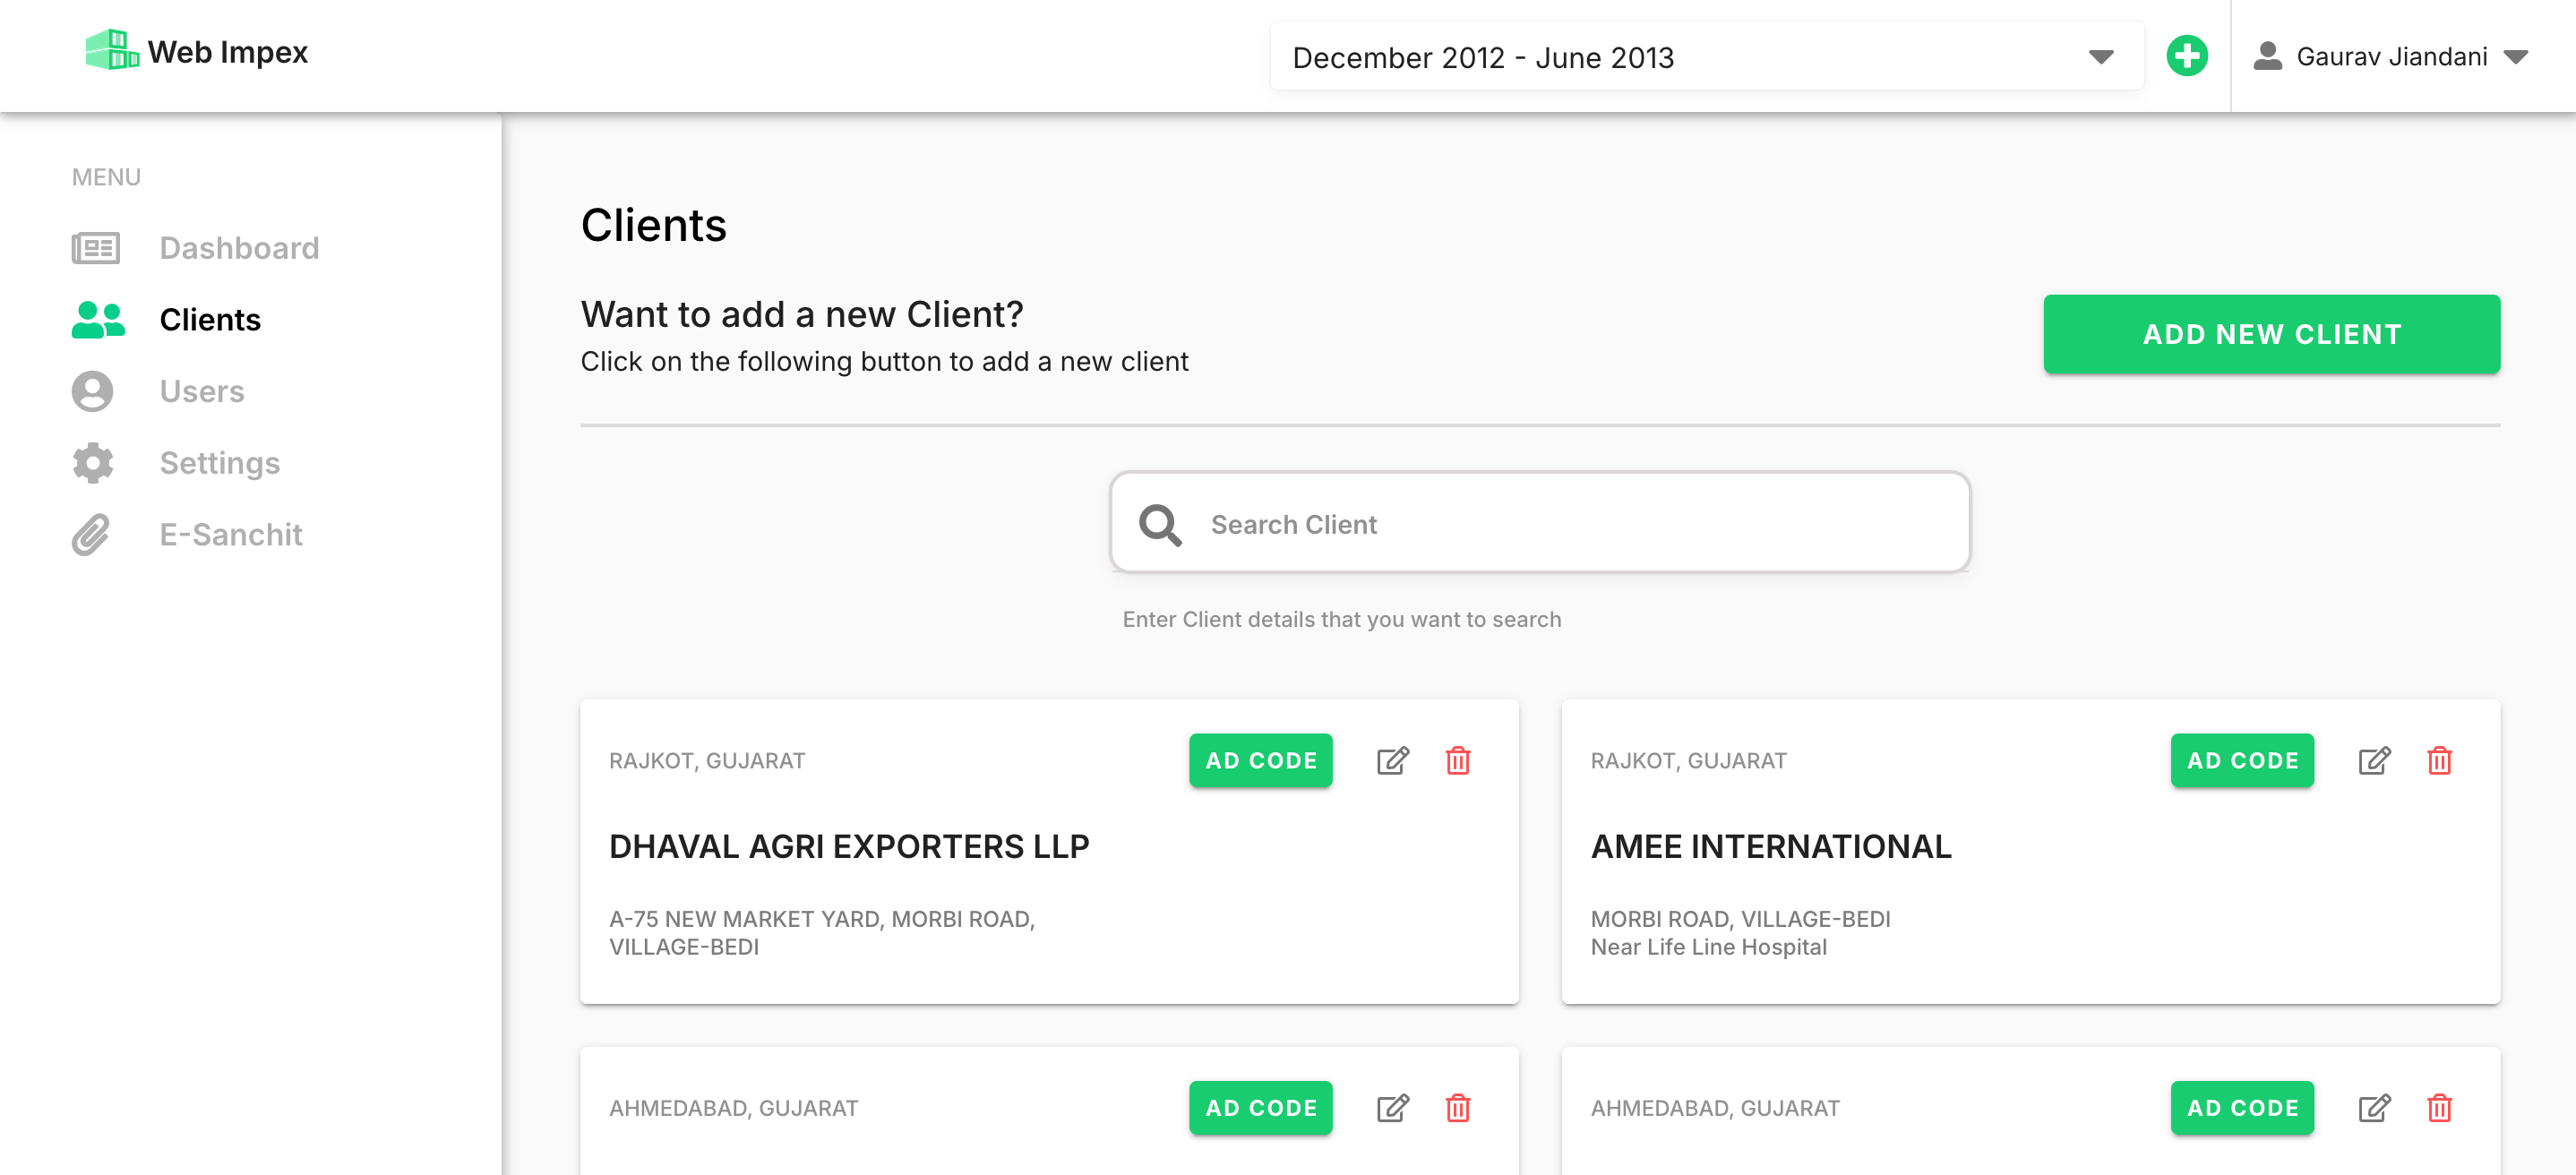 Web Impex
December 2012 - June 2013
Gaurav Jiandani
MENU
Dashboard
Clients
Users
Settings
E-Sanchit
Clients
Want to add a new Client?
Click on the following button to add a new client
ADD NEW CLIENT
Search Client
Enter Client details that you want to search
RAJKOT, GUJARAT
AD CODE
DHAVAL AGRI EXPORTERS LLP
A-75 NEW MARKET YARD, MORBI ROAD,
VILLAGE-BEDI
RAJKOT, GUJARAT
AD CODE
AMEE INTERNATIONAL
MORBI ROAD, VILLAGE-BEDI
Near Life Line Hospital
AHMEDABAD, GUJARAT
AD CODE
AHMEDABAD, GUJARAT
AD CODE